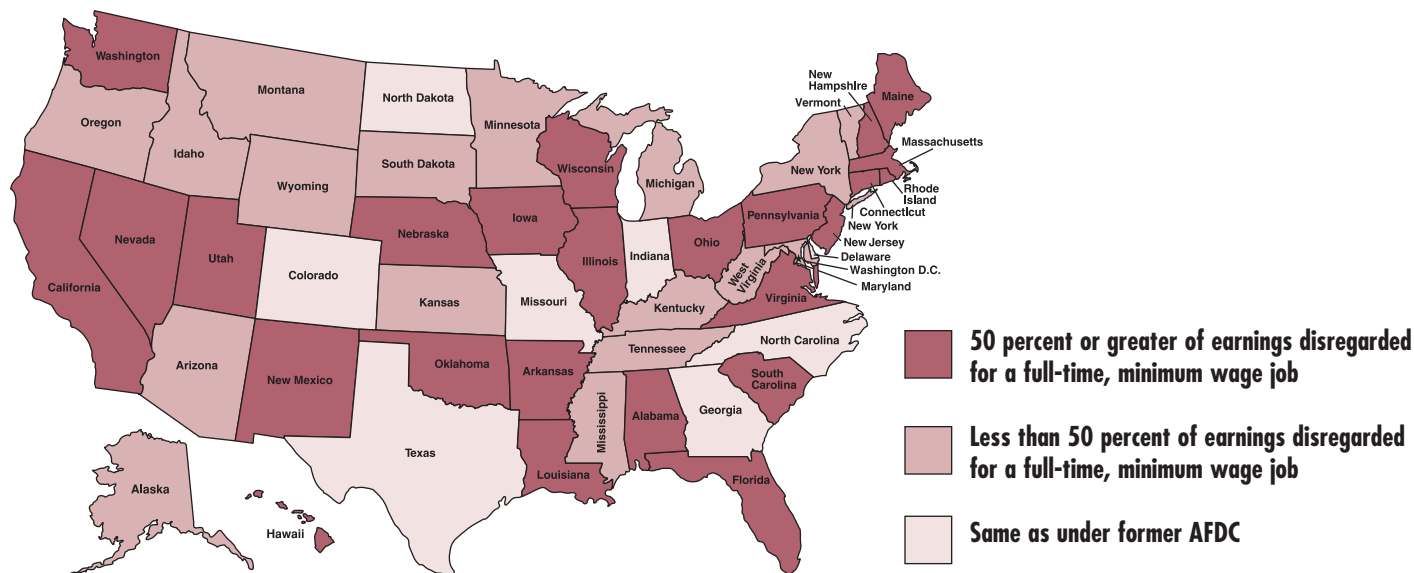 Washington
Oregon
California
Nevada
Idaho
Montana
Wyoming
Utah
Arizona
Colorado
New Mexico
North Dakota
South Dakota
Nebraska
Kansas
Oklahoma
Texas
Minnesota
Iowa
Missouri
Arkansas
Louisiana
Wisconsin
Illinois
Michigan
Indiana
Ohio
Kentucky
Tennessee
Mississippi
Alabama
Georgia
Florida
South
Carolina
North Carolina
Virginia
West
Virginia
Pennsylvania
New York
Vermont
New
Hampshire
Maine
Massachusetts
Rhode
Island
Connecticut
New York
New Jersey
Delaware
Washington D.C.
Maryland
Alaska
Hawaii
50 percent or greater of earnings disregarded
for a full-time, minimum wage job
Less than 50 percent of earnings disregarded
for a full-time, minimum wage job
Same as under former AFDC